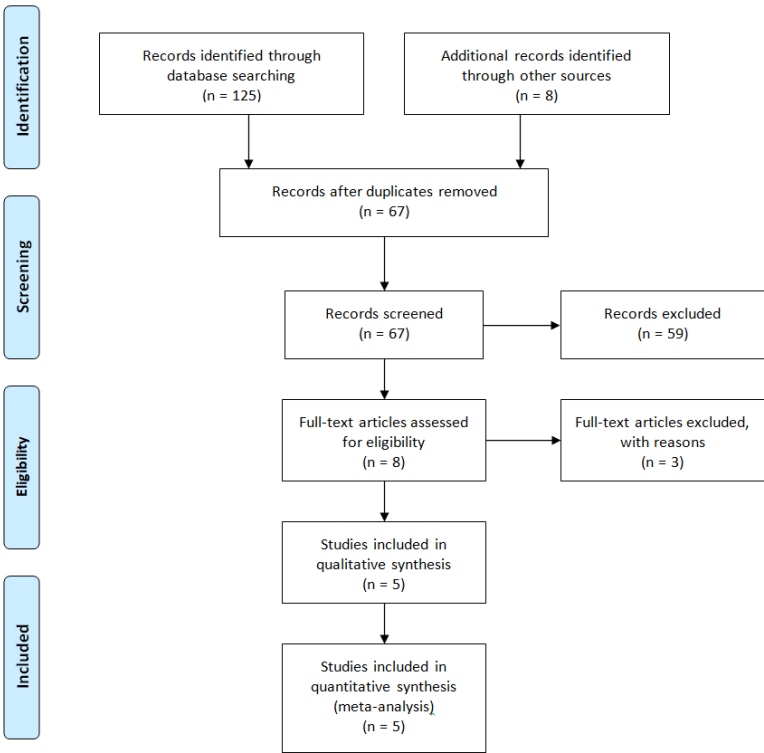 Identification
Records identified through
database searching
(n = 125)
Additional records identified
through other sources
(n = 8)
Records after duplicates removed
(n = 67)
Screening
Records screened
(n = 67)
Records excluded
(n = 59)
Eligibility
Full-text articles assessed
for eligibility
(n = 8)
Full-text articles excluded,
with reasons
(n = 3)
Studies included in
qualitative synthesis
(n = 5)
Included
Studies included in
quantitative synthesis
(meta-analysis)
(n = 5)